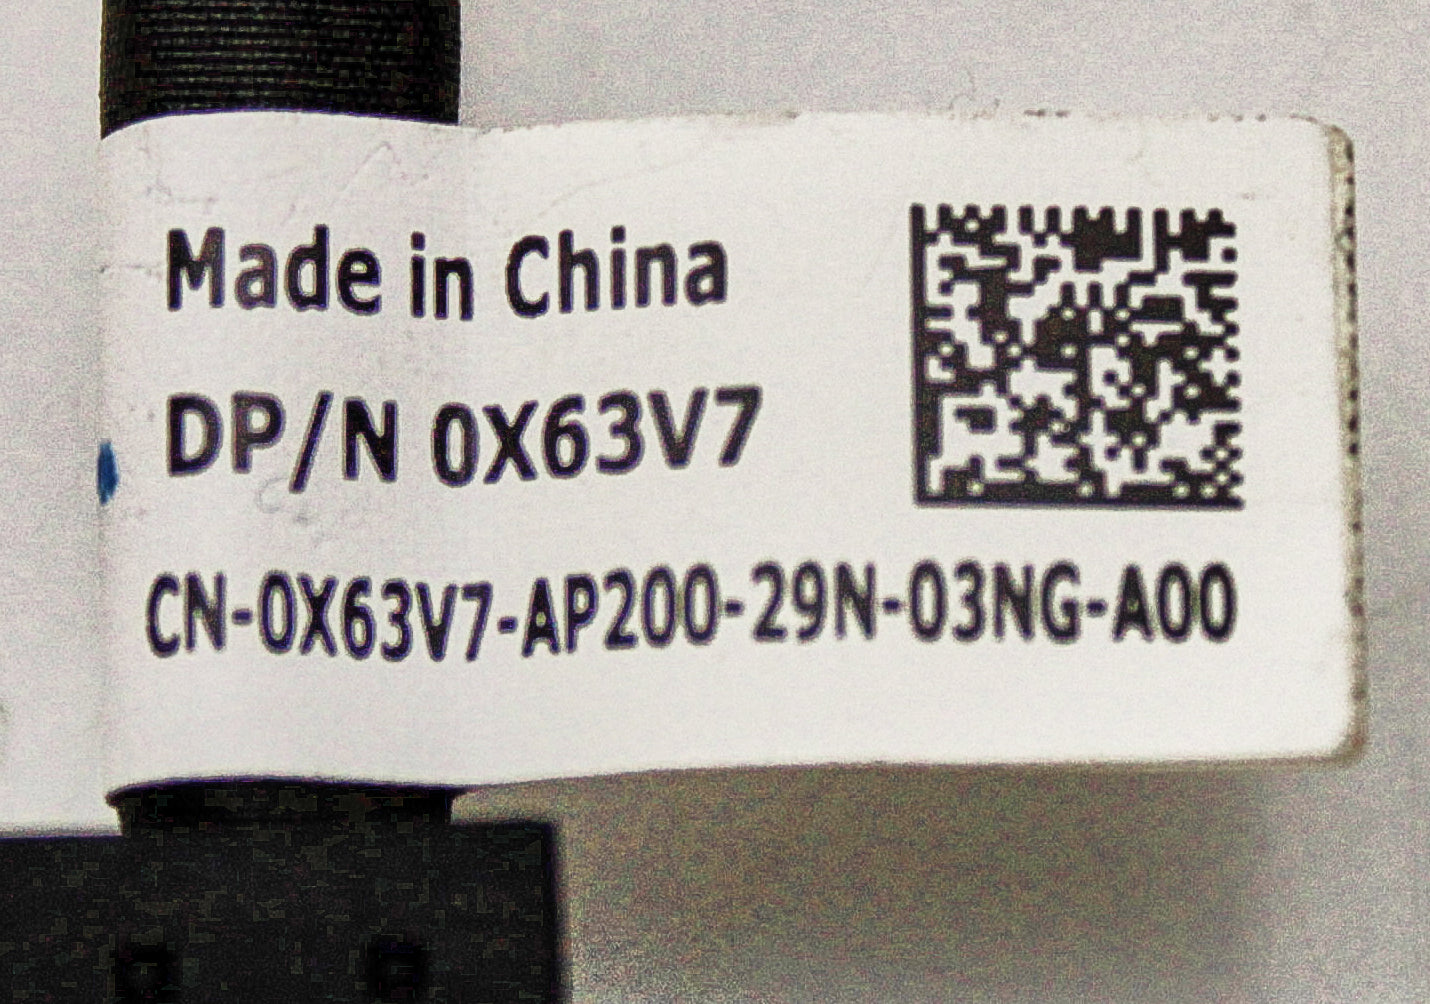 Made in China
DP/N 0X63V7
CN-0X63V7-AP200-29N-03NG-A00